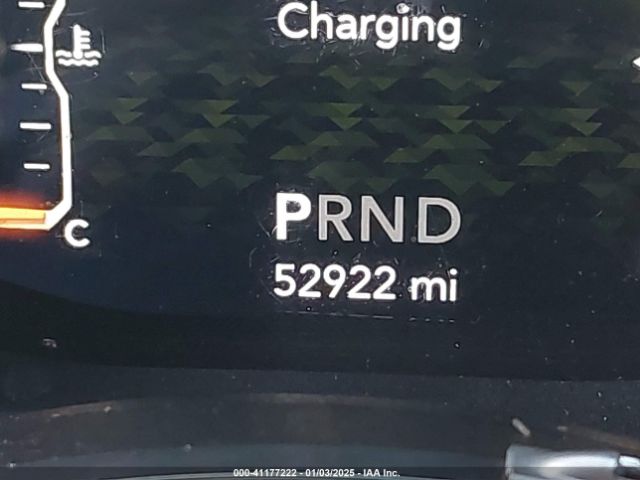 Charging
PRND
52922 mi
C
000-41177222 - 01/03/2025 - IAA Inc.